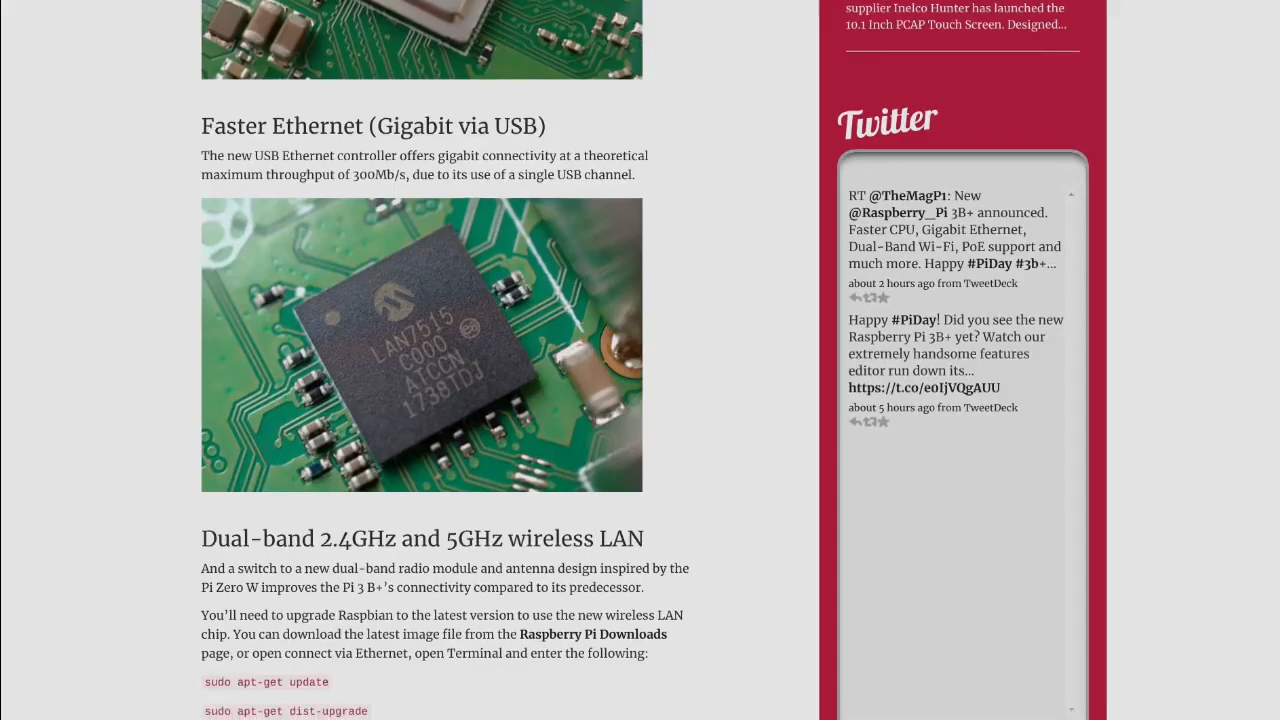 supplier Inelco Hunter has launched the
10.1 Inch PCAP Touch Screen. Designed...
Faster Ethernet (Gigabit via USB)
The new USB Ethernet controller offers gigabit connectivity at a theoretical
maximum throughput of 300Mb/s, due to its use of a single USB channel.
LAN7515
C000
ATCCN
1738TDJ
e3
Dual-band 2.4GHz and 5GHz wireless LAN
And a switch to a new dual-band radio module and antenna design inspired by the
Pi Zero W improves the Pi 3 B+’s connectivity compared to its predecessor.
You’ll need to upgrade Raspbian to the latest version to use the new wireless LAN
chip. You can download the latest image file from the Raspberry Pi Downloads
page, or open connect via Ethernet, open Terminal and enter the following:
sudo apt-get update
sudo apt-get dist-upgrade
Twitter
RT @TheMagP1: New
@Raspberry_Pi 3B+ announced.
Faster CPU, Gigabit Ethernet,
Dual-Band Wi-Fi, PoE support and
much more. Happy #PiDay #3b+...
about 2 hours ago from TweetDeck
Happy #PiDay! Did you see the new
Raspberry Pi 3B+ yet? Watch our
extremely handsome features
editor run down its...
https://t.co/e0IjVQgAUU
about 5 hours ago from TweetDeck